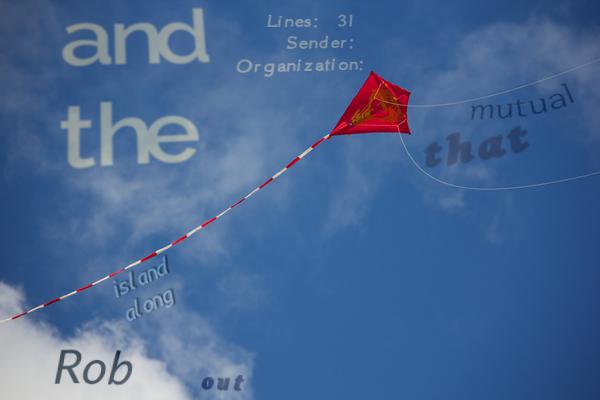 and
the
Lines: 31
Sender:
Organization:
mutual
that
island
along
Rob
out